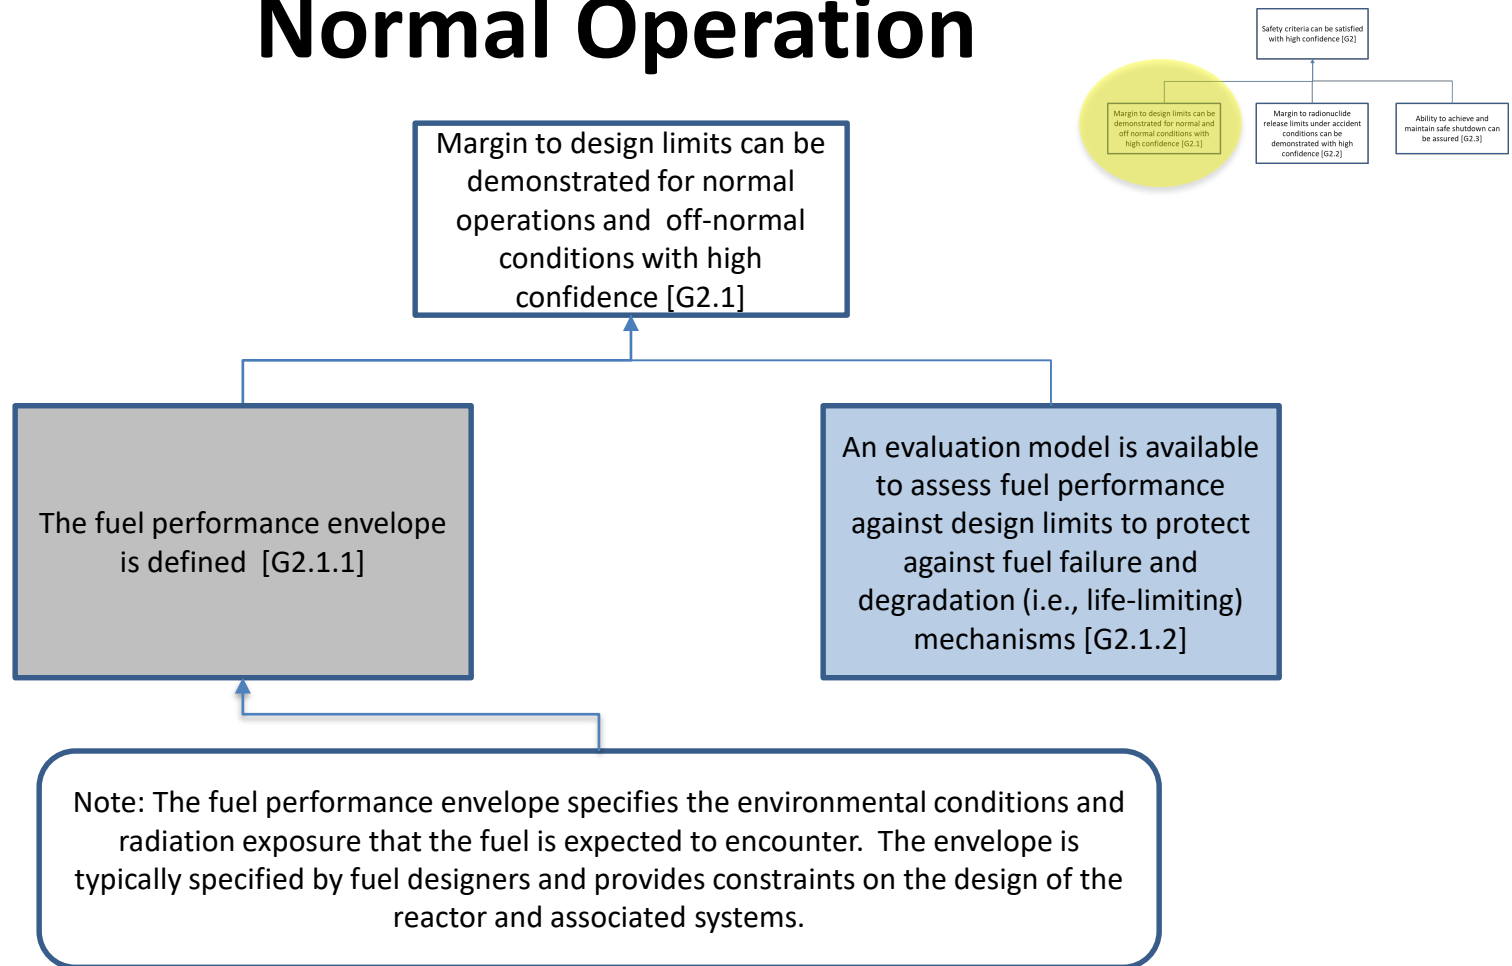 Normal Operation
Safety criteria can be satisfied
with high confidence [G2]
Margin to design limits can be
demonstrated for normal and
off normal conditions with
high confidence [G2.1]
Margin to radionuclide
release limits under accident
conditions can be
demonstrated with high
confidence [G2.2]
Ability to achieve and
maintain safe shutdown can
be assured [G2.3]
Margin to design limits can be
demonstrated for normal
operations and  off-normal
conditions with high
confidence [G2.1]
The fuel performance envelope
is defined  [G2.1.1]
An evaluation model is available
to assess fuel performance
against design limits to protect
against fuel failure and
degradation (i.e., life-limiting)
mechanisms [G2.1.2]
Note: The fuel performance envelope specifies the environmental conditions and
radiation exposure that the fuel is expected to encounter.  The envelope is
typically specified by fuel designers and provides constraints on the design of the
reactor and associated systems.